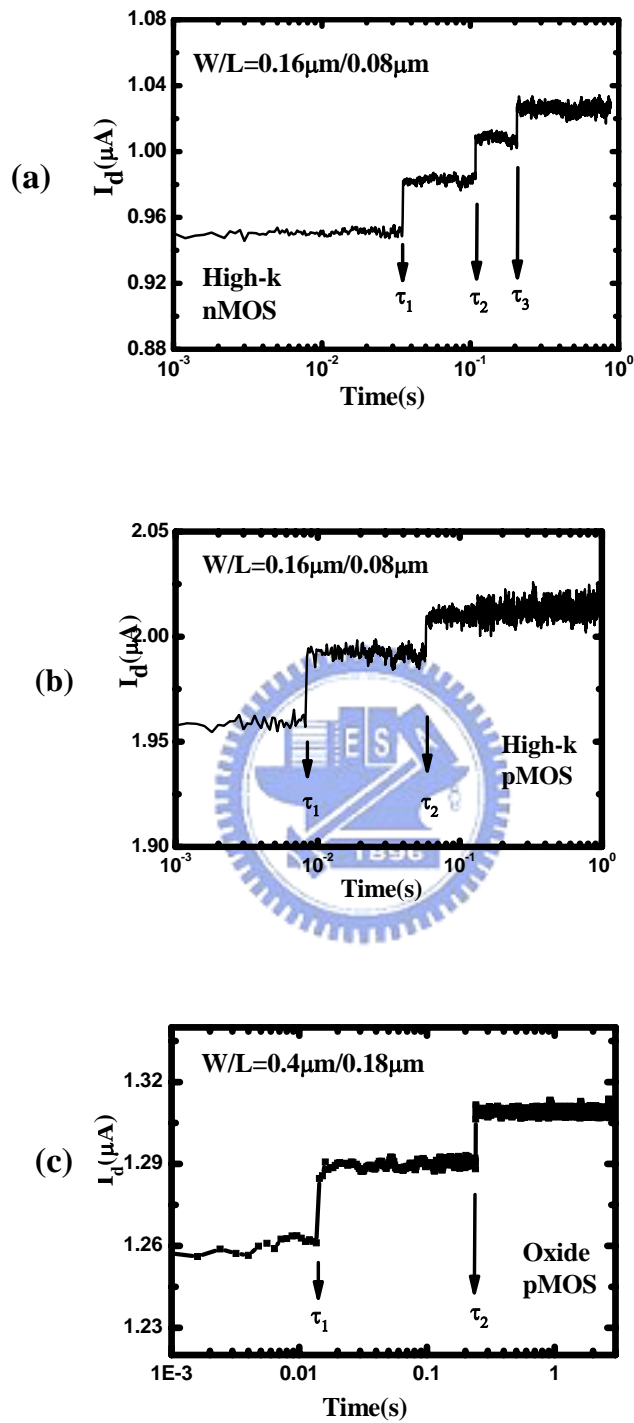 (a)
W/L=0.16μm/0.08μm
I_d(μA)
1.08
1.04
1.00
0.96
0.92
0.88
High-k
nMOS
τ₁
τ₂
τ₃
10⁻³
10⁻²
10⁻¹
10⁰
Time(s)
(b)
W/L=0.16μm/0.08μm
I_d(μA)
2.05
2.00
1.95
1.90
High-k
pMOS
τ₁
τ₂
E S
1896
10⁻³
10⁻²
10⁻¹
10⁰
Time(s)
(c)
W/L=0.4μm/0.18μm
I_d(μA)
1.32
1.29
1.26
1.23
Oxide
pMOS
τ₁
τ₂
1E-3
0.01
0.1
1
Time(s)